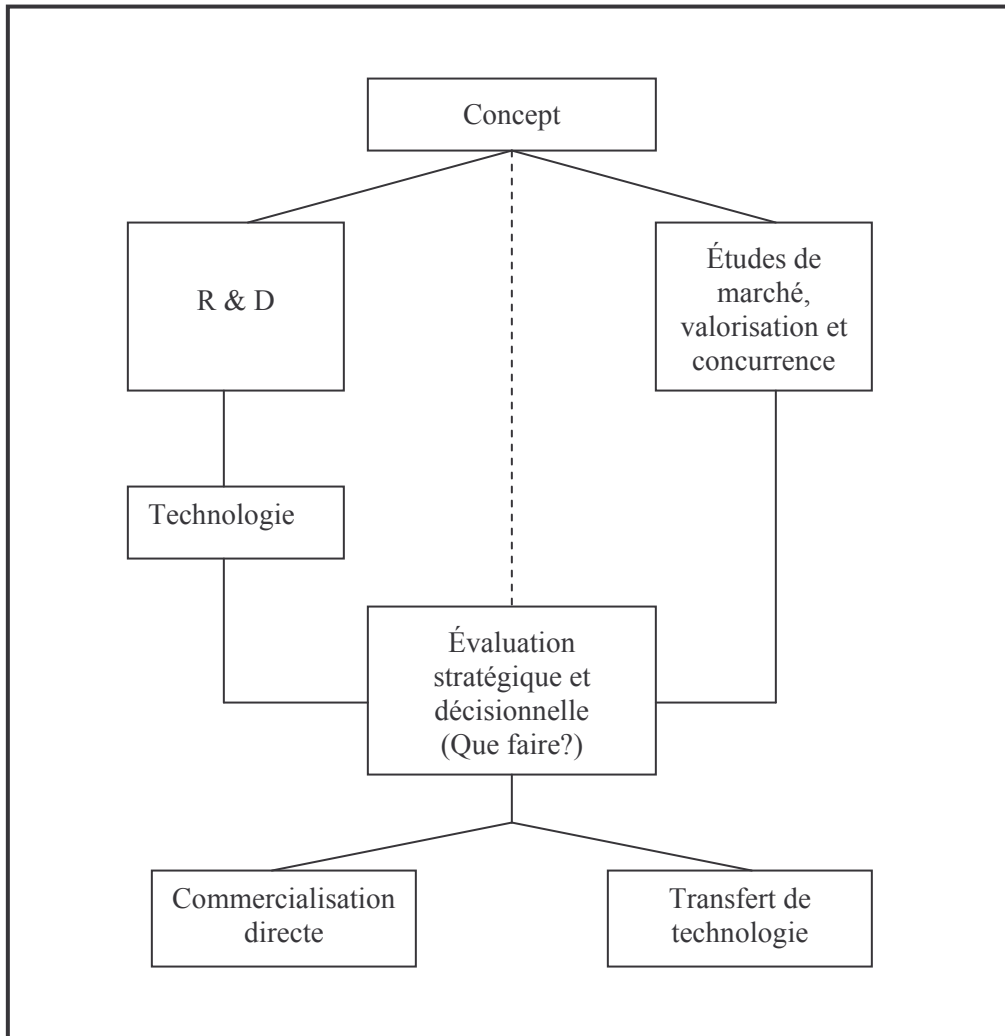 Concept
R & D
Études de
marché,
valorisation et
concurrence
Technologie
Évaluation
stratégique et
décisionnelle
(Que faire?)
Commercialisation
directe
Transfert de
technologie